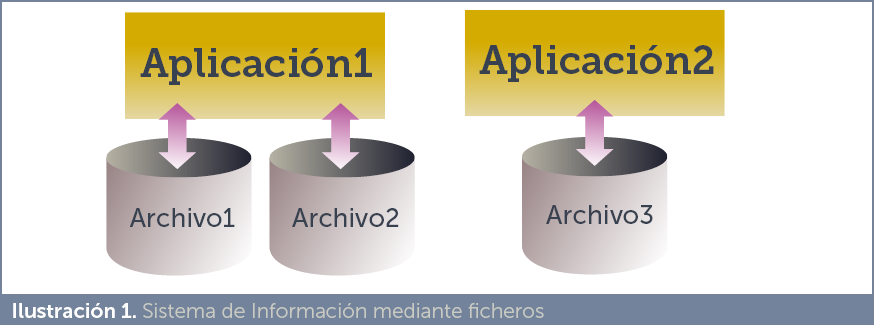 Aplicación1
Aplicación2
Archivo1
Archivo2
Archivo3
Ilustración 1. Sistema de Información mediante ficheros